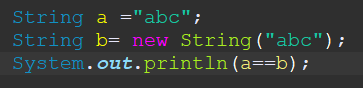 String a ="abc";
String b= new String("abc");
System.out.println(a==b);